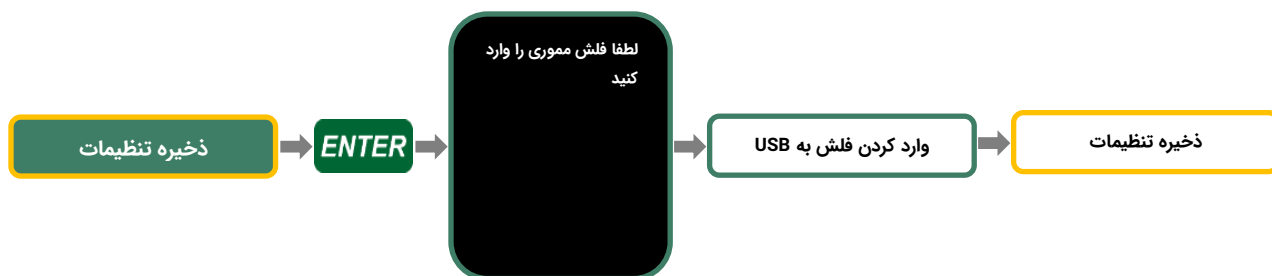 ذخیره تنظیمات
ENTER
لطفا فلش مموری را وارد
کنید
وارد کردن فلش به USB
ذخیره تنظیمات